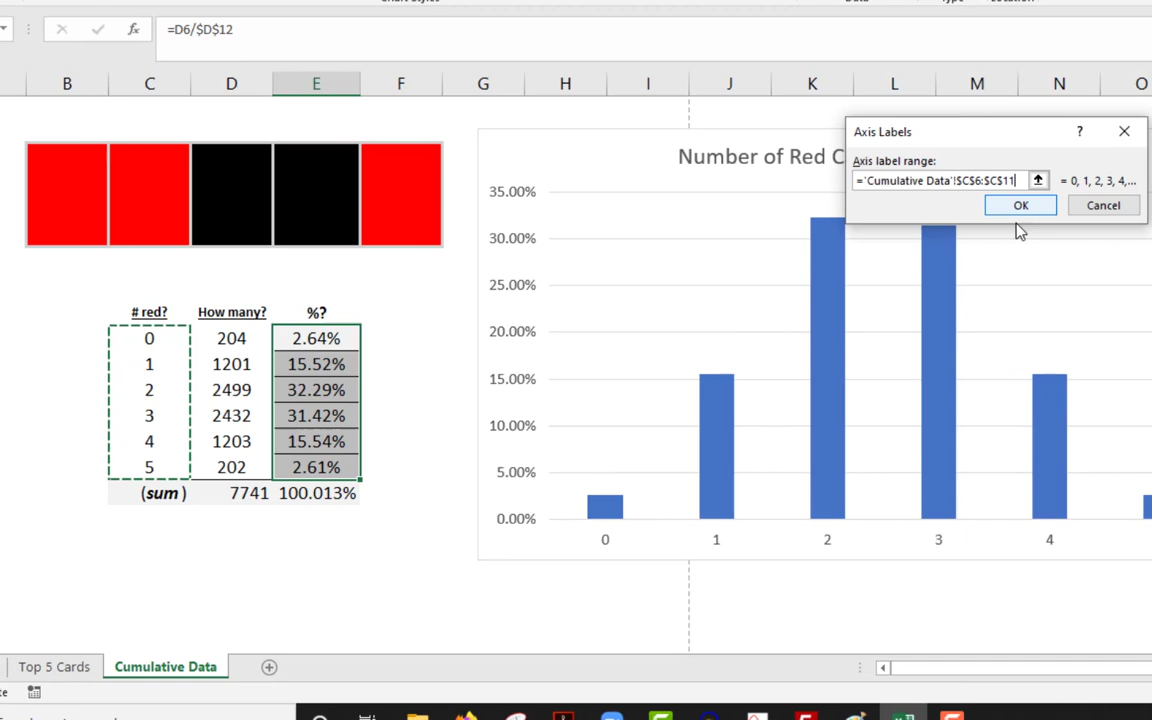 =D6/$D$12
B C D E F G H I J K L M N O
Axis Labels ? ✕
Axis label range:
='Cumulative Data'!$C$6:$C$11 = 0, 1, 2, 3, 4,...
OK Cancel
Number of Red
35.00%
30.00%
25.00%
20.00%
15.00%
10.00%
5.00%
0.00%
0 1 2 3 4
# red? How many? %?
0 204 2.64%
1 1201 15.52%
2 2499 32.29%
3 2432 31.42%
4 1203 15.54%
5 202 2.61%
(sum ) 7741 100.013%
Top 5 Cards Cumulative Data